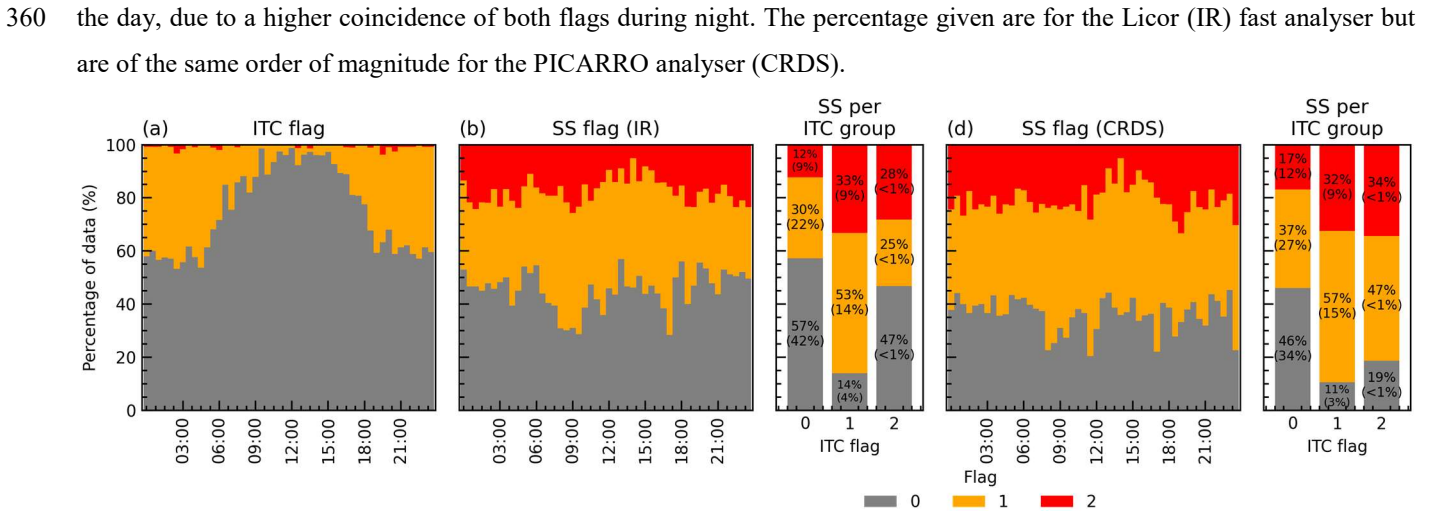 360 the day, due to a higher coincidence of both flags during night. The percentage given are for the Licor (IR) fast analyser but
are of the same order of magnitude for the PICARRO analyser (CRDS).
(a) ITC flag
Percentage of data (%)
100
80
60
40
20
0
03:00 06:00 09:00 12:00 15:00 18:00 21:00
(b) SS flag (IR)
03:00 06:00 09:00 12:00 15:00 18:00 21:00
SS per
ITC group
12%
(9%)
30%
(22%)
57%
(42%)
33%
(9%)
53%
(14%)
14%
(4%)
28%
(<1%)
25%
(<1%)
47%
(<1%)
0 1 2
ITC flag
(d) SS flag (CRDS)
03:00 06:00 09:00 12:00 15:00 18:00 21:00
SS per
ITC group
17%
(12%)
37%
(27%)
46%
(34%)
32%
(9%)
57%
(15%)
11%
(3%)
34%
(<1%)
47%
(<1%)
19%
(<1%)
0 1 2
ITC flag
Flag
0 1 2